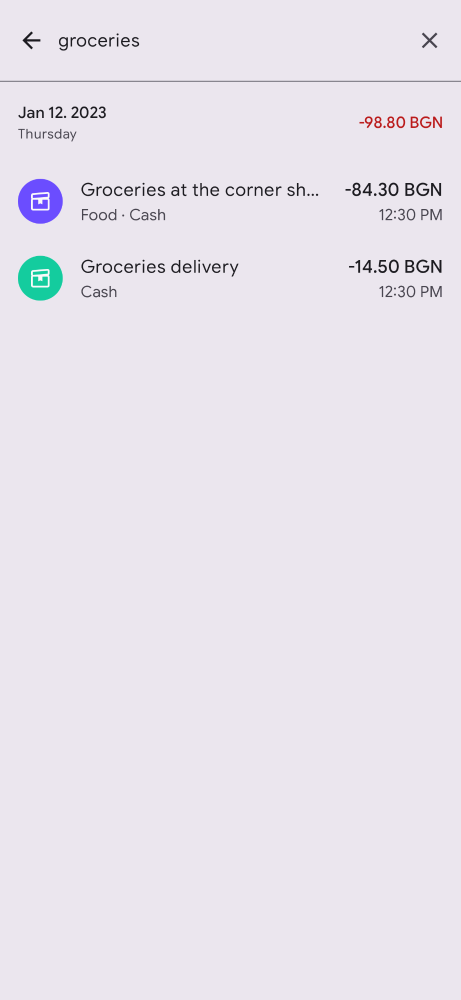 groceries
Jan 12. 2023
Thursday
-98.80 BGN
Groceries at the corner sh...
-84.30 BGN
Food · Cash
12:30 PM
Groceries delivery
-14.50 BGN
Cash
12:30 PM